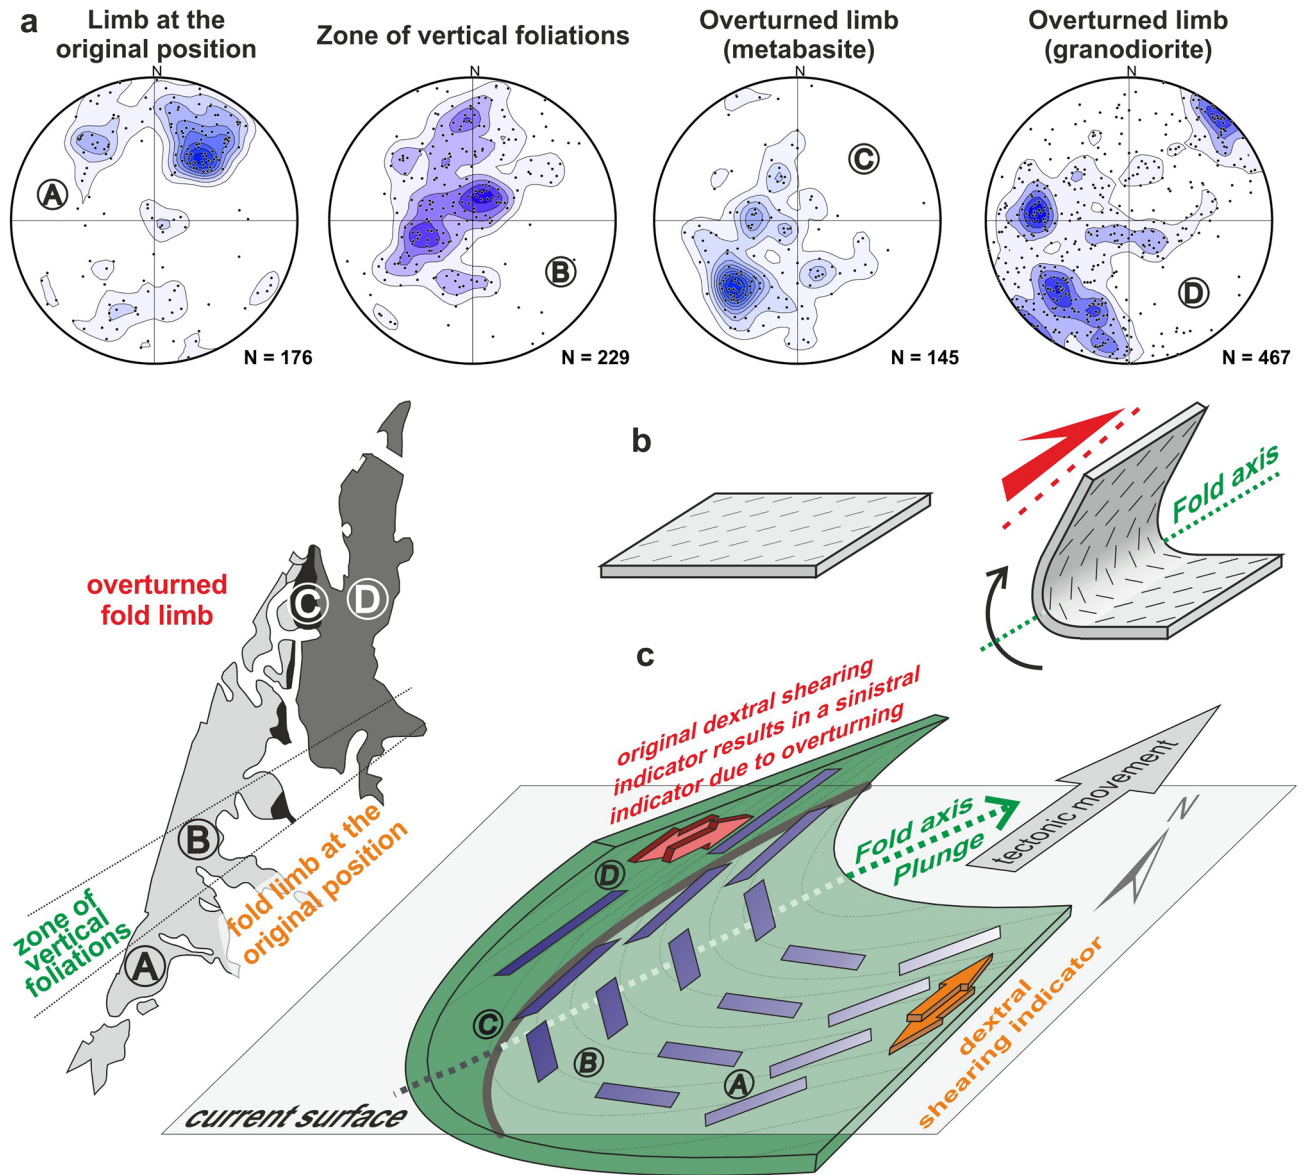 a
Limb at the
original position
Zone of vertical foliations
Overturned limb
(metabasite)
Overturned limb
(granodiorite)
N
N
N
N
A
B
C
D
N = 176
N = 229
N = 145
N = 467
b
Fold axis
overturned
fold limb
C
D
B
A
zone of
vertical
foliations
fold limb at the
original position
c
original dextral shearing
indicator results in a sinistral
indicator due to overturning
Fold axis
Plunge
tectonic movement
N
D
C
B
A
dextral
shearing indicator
current surface